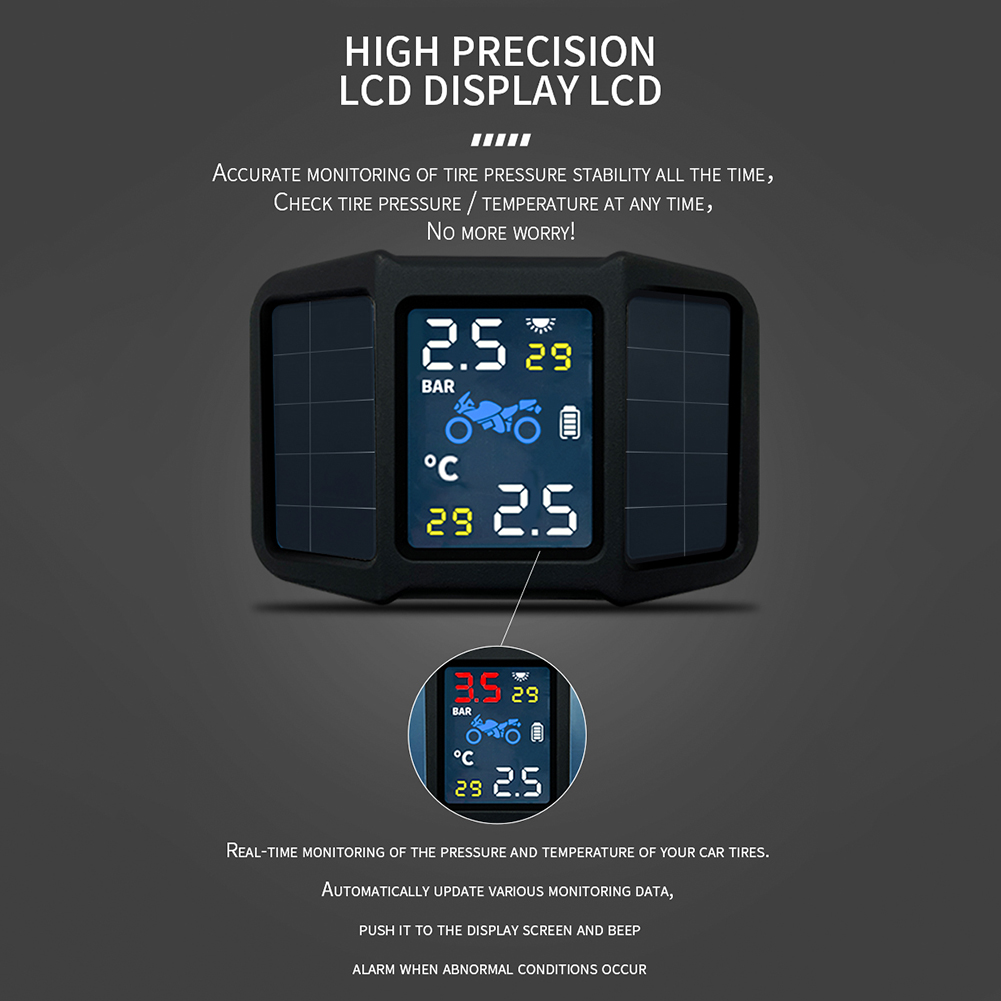 HIGH PRECISION
LCD DISPLAY LCD
ACCURATE MONITORING OF TIRE PRESSURE STABILITY ALL THE TIME,
CHECK TIRE PRESSURE / TEMPERATURE AT ANY TIME,
NO MORE WORRY!
2.5
29
BAR
°C
29 2.5
3.5 29
BAR
°C
29 2.5
REAL-TIME MONITORING OF THE PRESSURE AND TEMPERATURE OF YOUR CAR TIRES.
AUTOMATICALLY UPDATE VARIOUS MONITORING DATA,
PUSH IT TO THE DISPLAY SCREEN AND BEEP
ALARM WHEN ABNORMAL CONDITIONS OCCUR